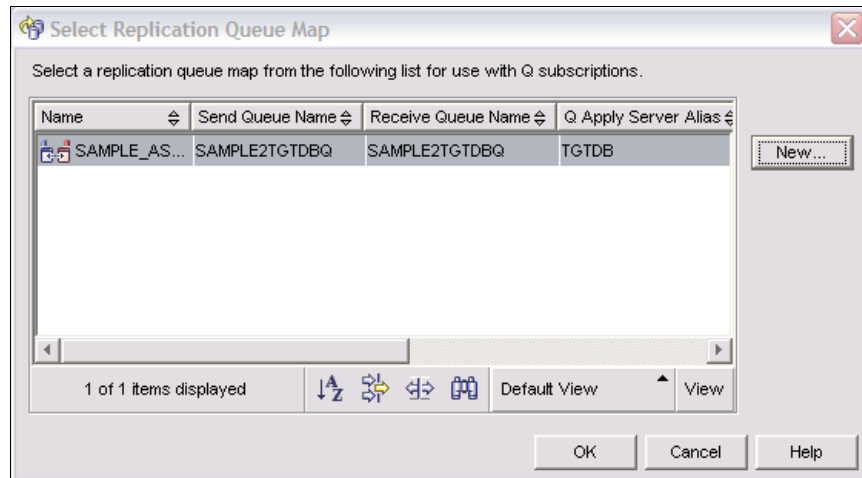 Select Replication Queue Map
Select a replication queue map from the following list for use with Q subscriptions.
Name Send Queue Name Receive Queue Name Q Apply Server Alias
SAMPLE_AS... SAMPLE2TGTDBQ SAMPLE2TGTDBQ TGTDB
New...
1 of 1 items displayed
A
Z
Default View
View
OK Cancel Help